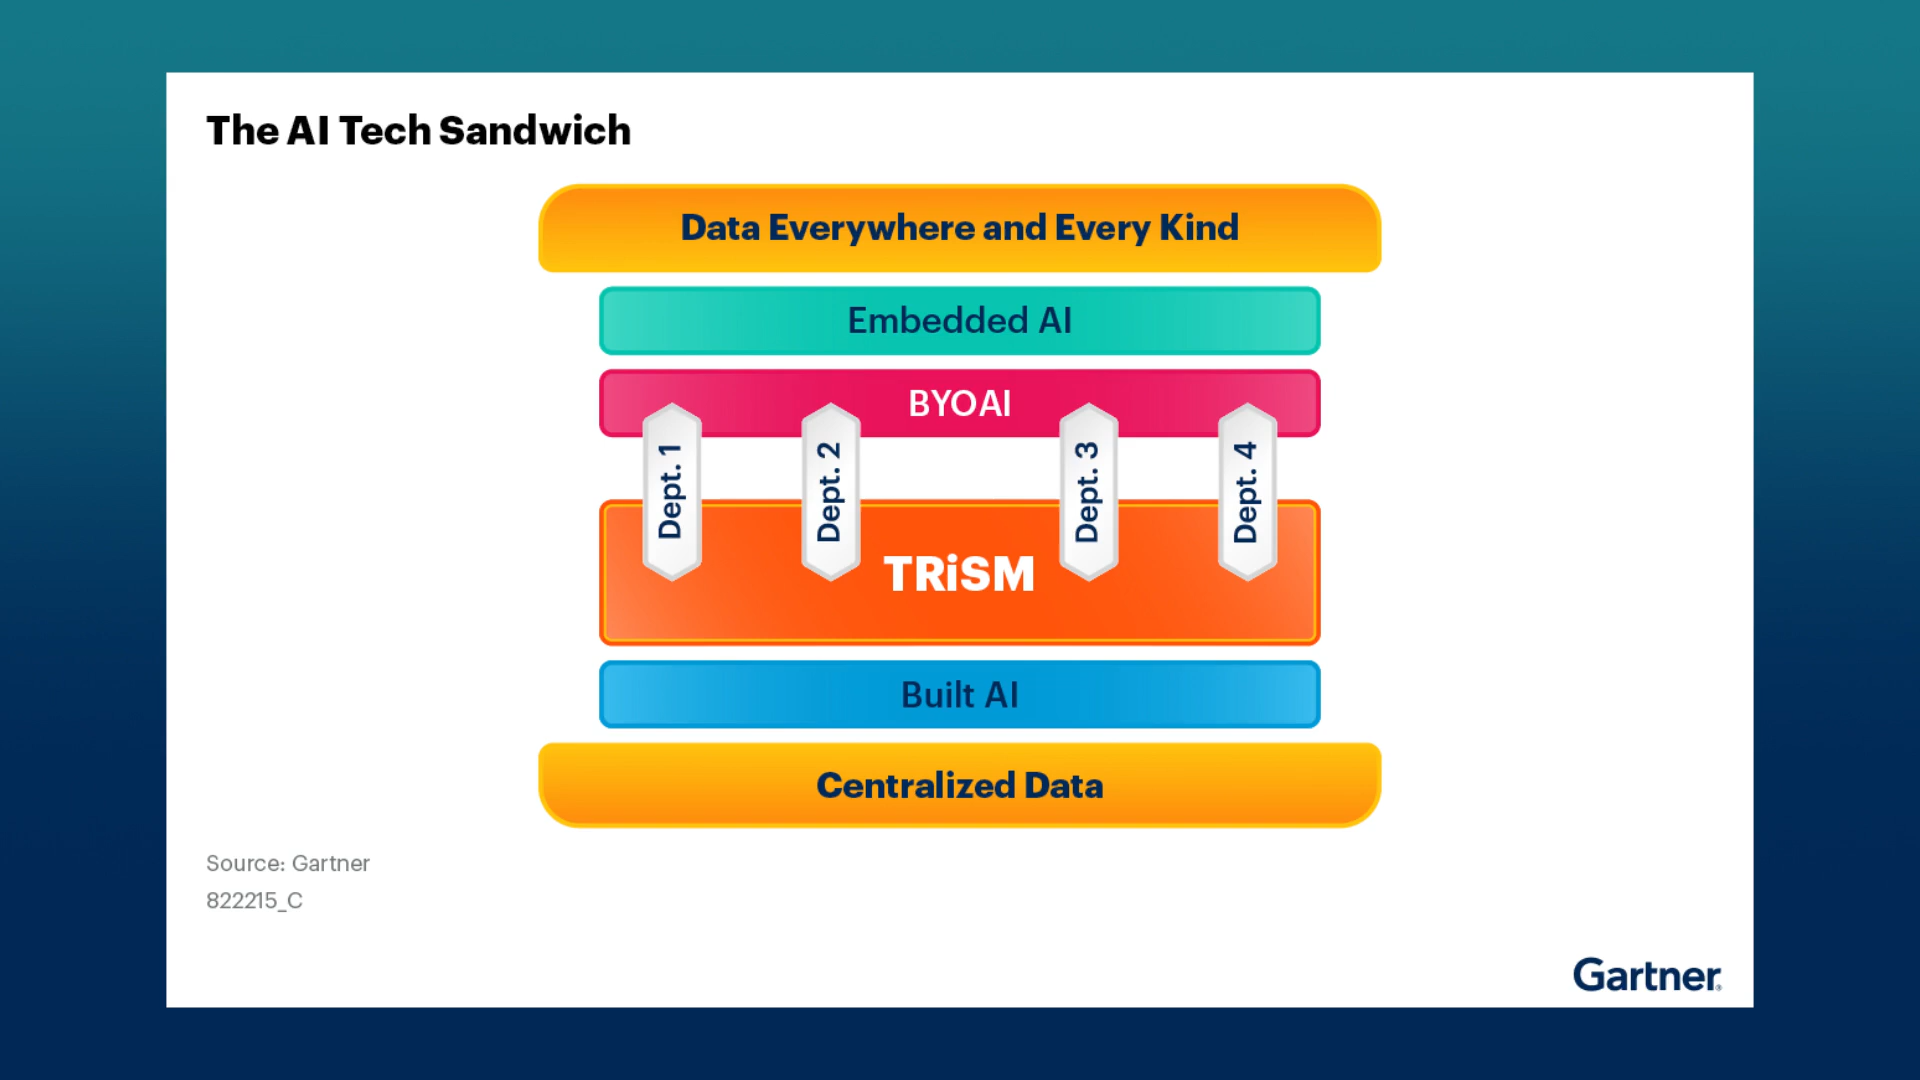 The AI Tech Sandwich
Data Everywhere and Every Kind
Embedded AI
BYOAI
Dept. 1
Dept. 2
Dept. 3
Dept. 4
TRiSM
Built AI
Centralized Data
Source: Gartner
822215_C
Gartner®